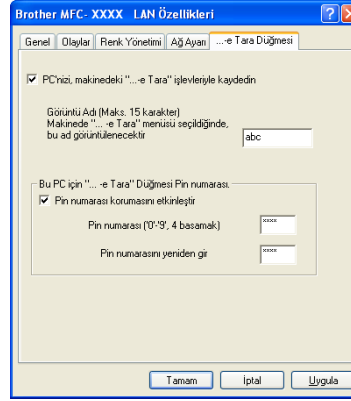 Brother MFC- XXXX LAN Özellikleri
Genel Olaylar Renk Yönetimi Ağ Ayarı ...-e Tara Düğmesi
PC'nizi, makinedeki "...-e Tara" işlevleriyle kaydedin
Görüntü Adı (Maks. 15 karakter)
Makinede "... -e Tara" menüsü seçildiğinde,
bu ad görüntülenecektir
abc
Bu PC için "... -e Tara" Düğmesi Pin numarası.
Pin numarası korumasını etkinleştir
Pin numarası ('0'-'9', 4 basamak) xxxx
Pin numarasını yeniden gir xxxx
Tamam İptal Uygula